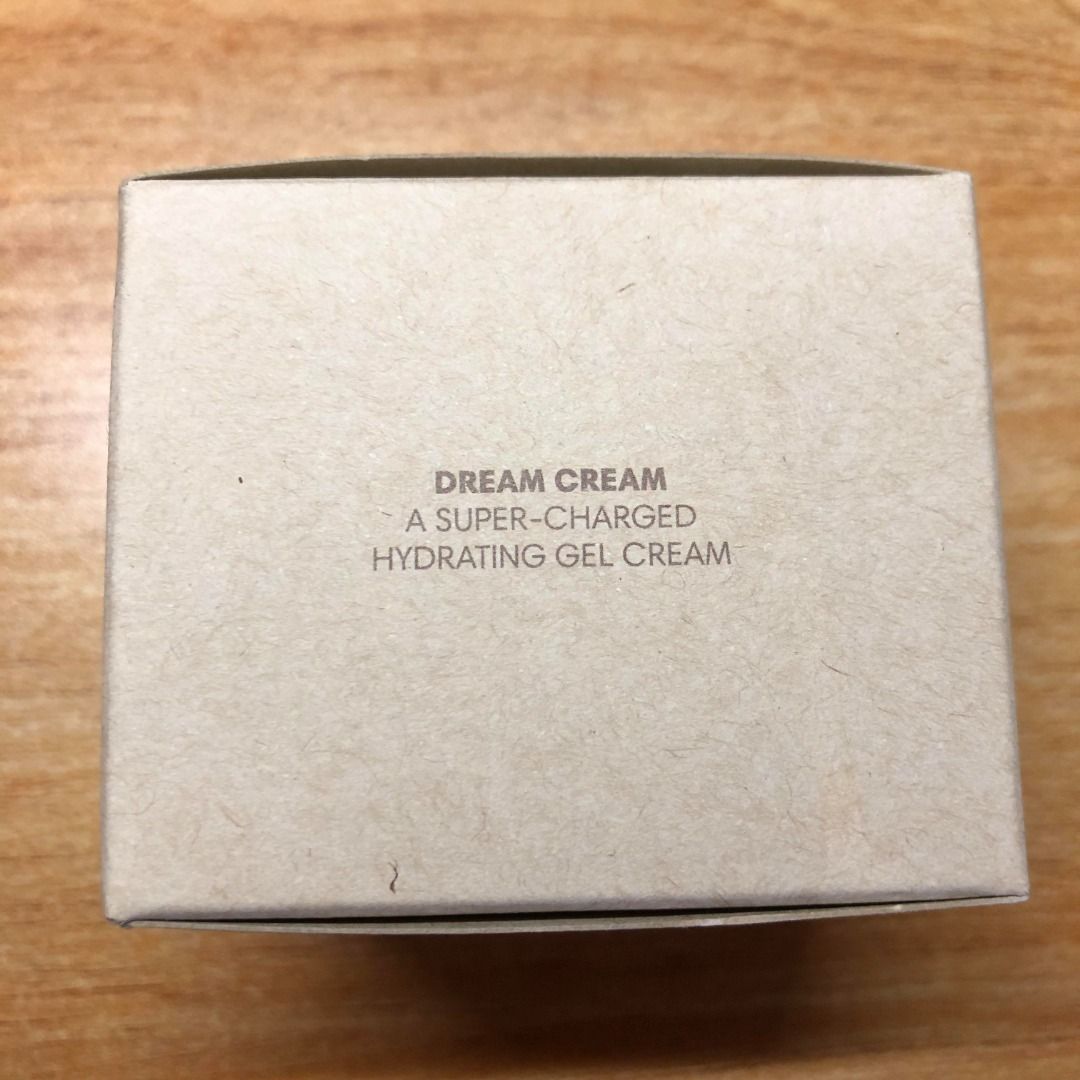 DREAM CREAM
A SUPER-CHARGED
HYDRATING GEL CREAM